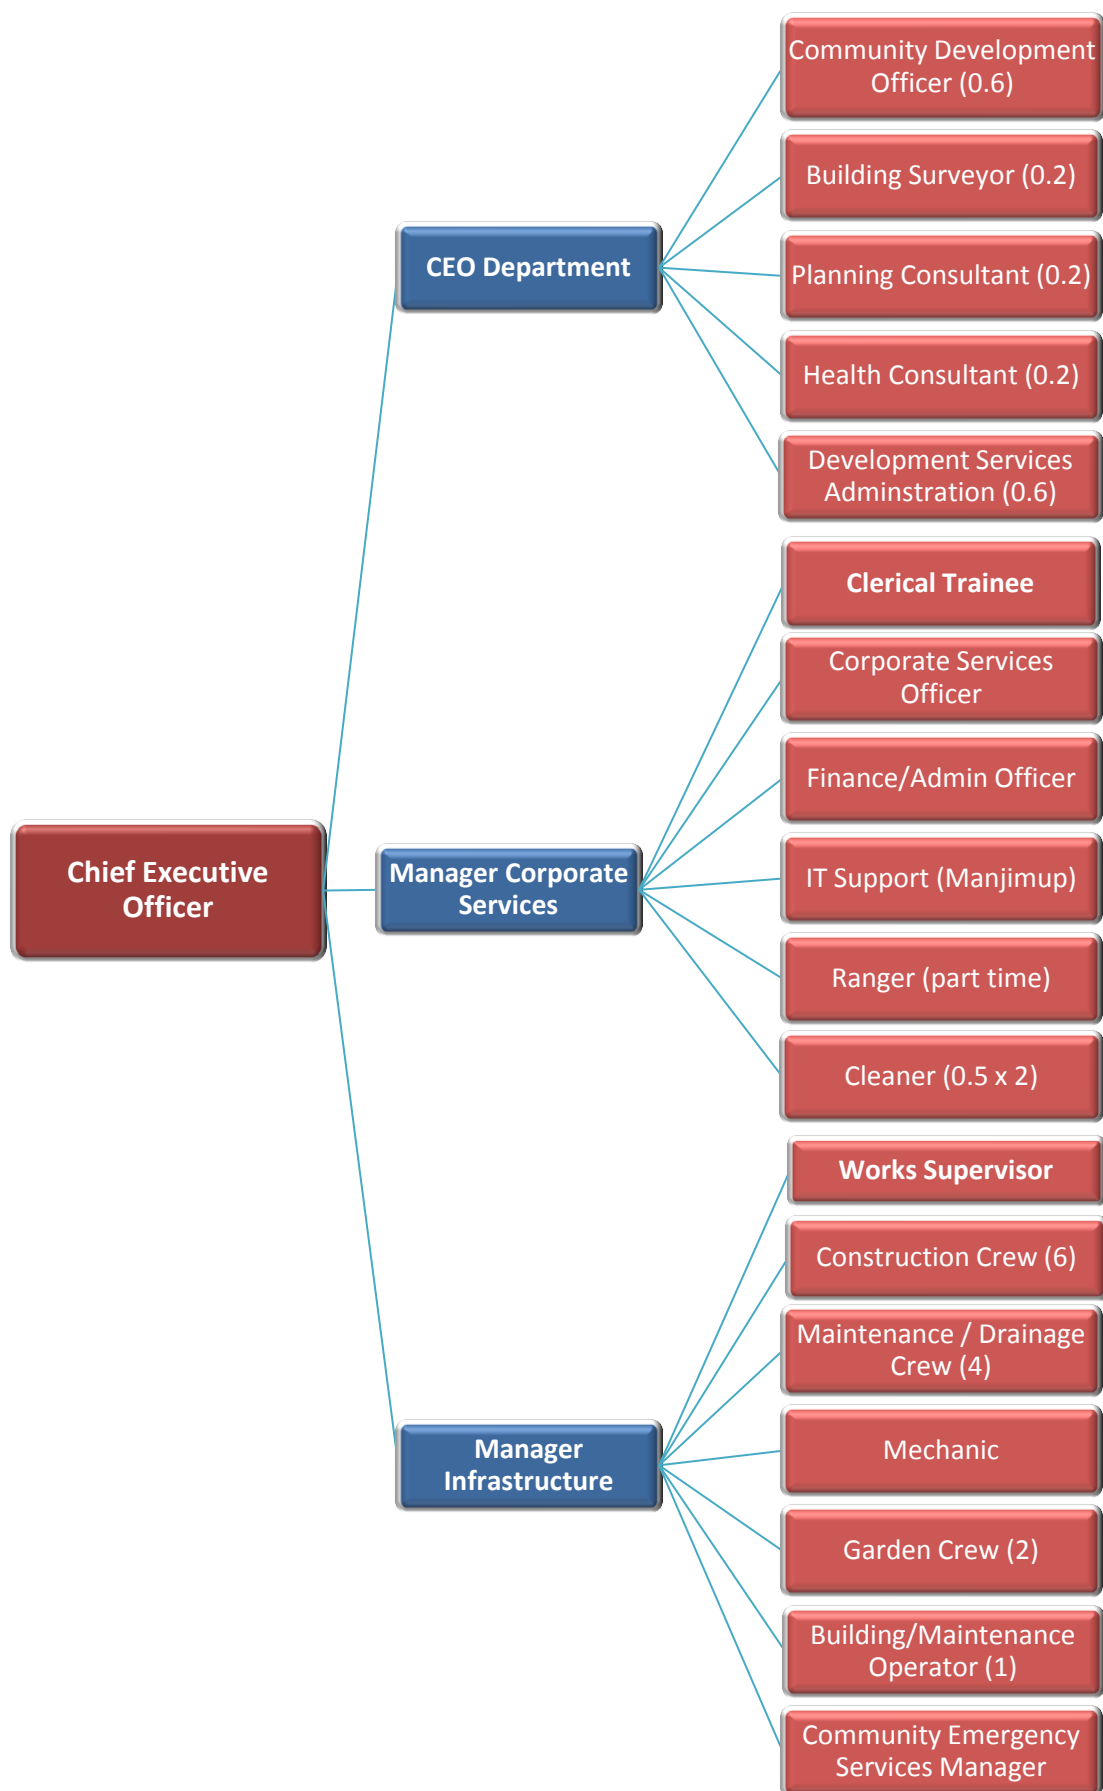 Community Development
Officer (0.6)
Building Surveyor (0.2)
CEO Department
Planning Consultant (0.2)
Health Consultant (0.2)
Development Services
Adminstration (0.6)
Clerical Trainee
Corporate Services
Officer
Finance/Admin Officer
Chief Executive
Officer
Manager Corporate
Services
IT Support (Manjimup)
Ranger (part time)
Cleaner (0.5 x 2)
Works Supervisor
Construction Crew (6)
Maintenance / Drainage
Crew (4)
Manager
Infrastructure
Mechanic
Garden Crew (2)
Building/Maintenance
Operator (1)
Community Emergency
Services Manager